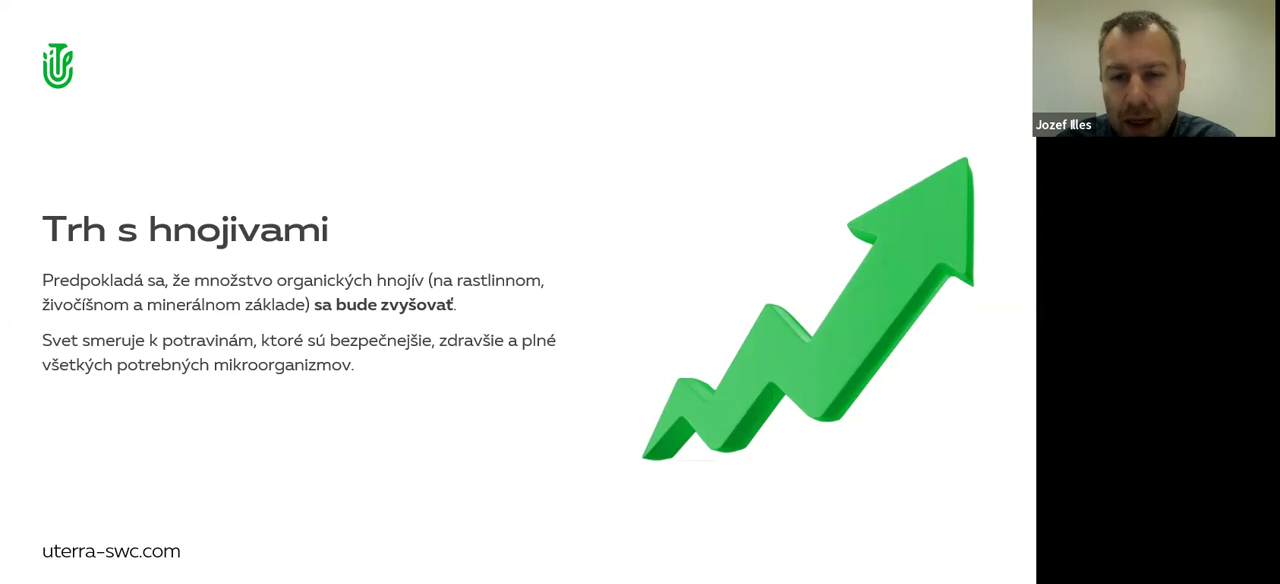 Trh s hnojivami
Predpokladá sa, že množstvo organických hnojív (na rastlinnom,
živočíšnom a minerálnom základe) sa bude zvyšovať.
Svet smeruje k potravinám, ktoré sú bezpečnejšie, zdravšie a plné
všetkých potrebných mikroorganizmov.
uterra-swc.com
Jozef Illes